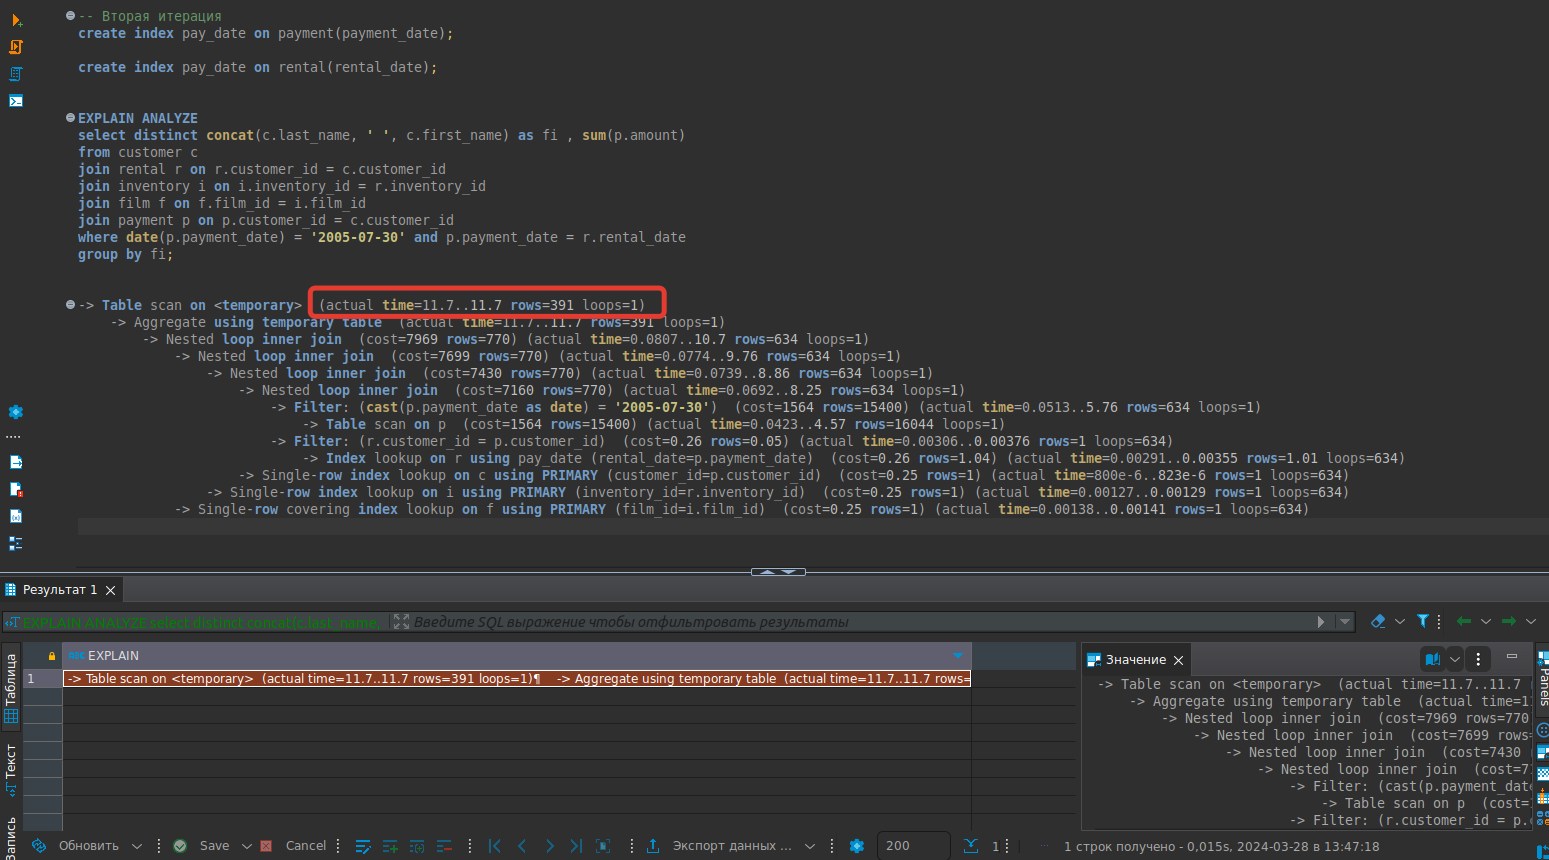 -- Вторая итерация
create index pay_date on payment(payment_date);
create index pay_date on rental(rental_date);
EXPLAIN ANALYZE
select distinct concat(c.last_name, ' ', c.first_name) as fi , sum(p.amount)
from customer c
join rental r on r.customer_id = c.customer_id
join inventory i on i.inventory_id = r.inventory_id
join film f on f.film_id = i.film_id
join payment p on p.customer_id = c.customer_id
where date(p.payment_date) = '2005-07-30' and p.payment_date = r.rental_date
group by fi;
-> Table scan on <temporary>  (actual time=11.7..11.7 rows=391 loops=1)
-> Aggregate using temporary table  (actual time=11.7..11.7 rows=391 loops=1)
-> Nested loop inner join  (cost=7969 rows=770) (actual time=0.0807..10.7 rows=634 loops=1)
-> Nested loop inner join  (cost=7699 rows=770) (actual time=0.0774..9.76 rows=634 loops=1)
-> Nested loop inner join  (cost=7430 rows=770) (actual time=0.0739..8.86 rows=634 loops=1)
-> Nested loop inner join  (cost=7160 rows=770) (actual time=0.0692..8.25 rows=634 loops=1)
-> Filter: (cast(p.payment_date as date) = '2005-07-30')  (cost=1564 rows=15400) (actual time=0.0513..5.76 rows=634 loops=1)
-> Table scan on p  (cost=1564 rows=15400) (actual time=0.0423..4.57 rows=16044 loops=1)
-> Filter: (r.customer_id = p.customer_id)  (cost=0.26 rows=0.05) (actual time=0.00306..0.00376 rows=1 loops=634)
-> Index lookup on r using pay_date (rental_date=p.payment_date)  (cost=0.26 rows=1.04) (actual time=0.00291..0.00355 rows=1.01 loops=634)
-> Single-row index lookup on c using PRIMARY (customer_id=p.customer_id)  (cost=0.25 rows=1) (actual time=800e-6..823e-6 rows=1 loops=634)
-> Single-row index lookup on i using PRIMARY (inventory_id=r.inventory_id)  (cost=0.25 rows=1) (actual time=0.00127..0.00129 rows=1 loops=634)
-> Single-row covering index lookup on f using PRIMARY (film_id=i.film_id)  (cost=0.25 rows=1) (actual time=0.00138..0.00141 rows=1 loops=634)
Результат 1
EXPLAIN ANALYZE select distinct concat(c.last_name,
Введите SQL выражение чтобы отфильтровать результаты
Таблица
Текст
Запись
EXPLAIN
1
-> Table scan on <temporary>  (actual time=11.7..11.7 rows=391 loops=1)¶    -> Aggregate using temporary table  (actual time=11.7..11.7 rows=
Значение
Panels
-> Table scan on <temporary>  (actual time=11.7..11.7
-> Aggregate using temporary table  (actual time=1
-> Nested loop inner join  (cost=7969 rows=770
-> Nested loop inner join  (cost=7699 rows=
-> Nested loop inner join  (cost=7430
-> Nested loop inner join  (cost=7
-> Filter: (cast(p.payment_date
-> Table scan on p  (cost=
-> Filter: (r.customer_id = p.
Обновить
Save
Cancel
Экспорт данных ...
200
1
1 строк получено - 0,015s, 2024-03-28 в 13:47:18